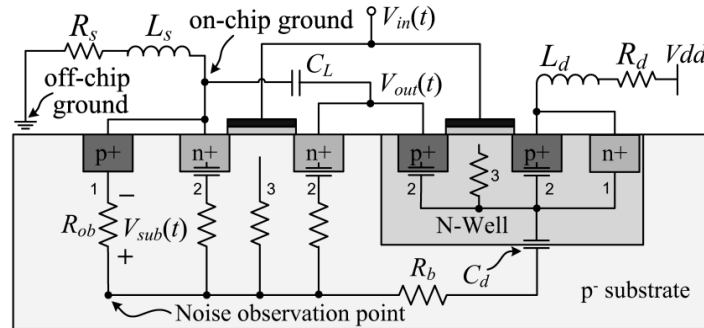 on-chip ground
V_in(t)
R_s
L_s
C_L
V_out(t)
L_d
R_d
Vdd
off-chip
ground
p+
n+
n+
p+
p+
n+
1
2
3
2
2
3
2
1
R_ob
−
V_sub(t)
+
N-Well
R_b
C_d
p⁻ substrate
Noise observation point